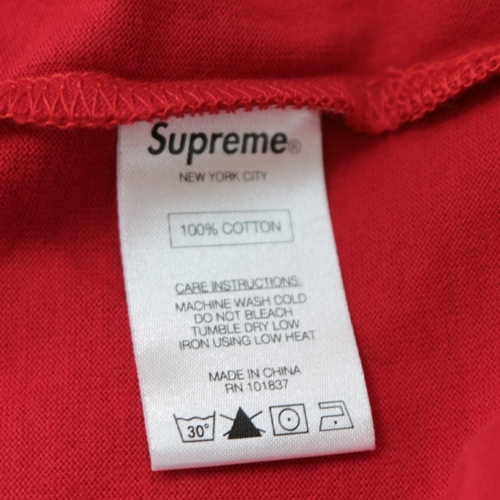 Supreme®
NEW YORK CITY
100% COTTON
CARE INSTRUCTIONS:
MACHINE WASH COLD
DO NOT BLEACH
TUMBLE DRY LOW
IRON USING LOW HEAT
MADE IN CHINA
RN 101837
30°